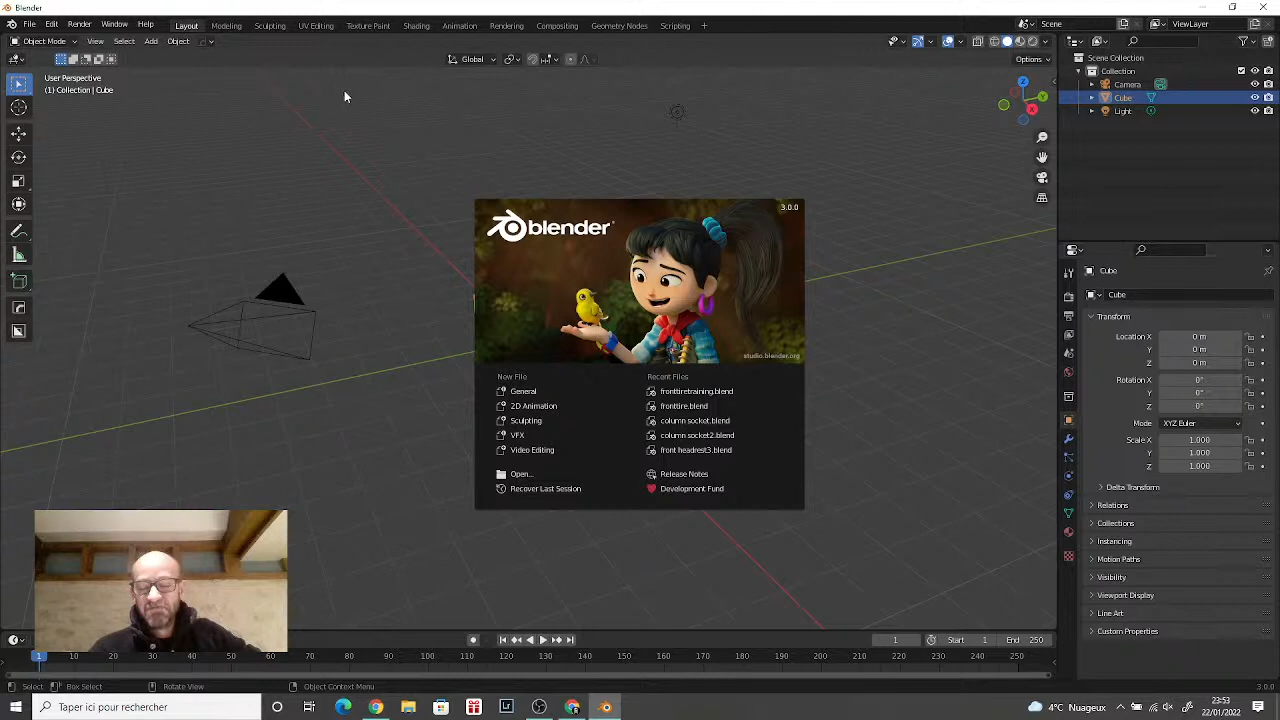 Blender
File Edit Render Window Help Layout Modeling Sculpting UV Editing Texture Paint Shading Animation Rendering Compositing Geometry Nodes Scripting + Scene ViewLayer
Object Mode View Select Add Object
Global Options
User Perspective
(1) Collection | Cube
Z
Y
X
Scene Collection
Collection
Camera
Cube
Light
blender
3.0.0
studio.blender.org
New File
General
2D Animation
Sculpting
VFX
Video Editing
Open...
Recover Last Session
Recent Files
fronttiretraining.blend
fronttire.blend
column socket.blend
column socket2.blend
front headrest3.blend
Release Notes
Development Fund
Cube
Cube
Transform
Location X 0 m
Y 0 m
Z 0 m
Rotation X 0°
Y 0°
Z 0°
Mode XYZ Euler
Scale X 1.000
Y 1.000
Z 1.000
Delta Transform
Relations
Collections
Instancing
Motion Paths
Visibility
Viewport Display
Line Art
Custom Properties
1 Start 1 End 250
1 10 20 30 40 50 60 70 80 90 100 110 120 130 140 150 160 170 180 190 200 210 220 230 240 250
Select Box Select Rotate View Object Context Menu 3.0.0
Taper ici pour rechercher
4°C Nuageux
23:53
22/01/2022